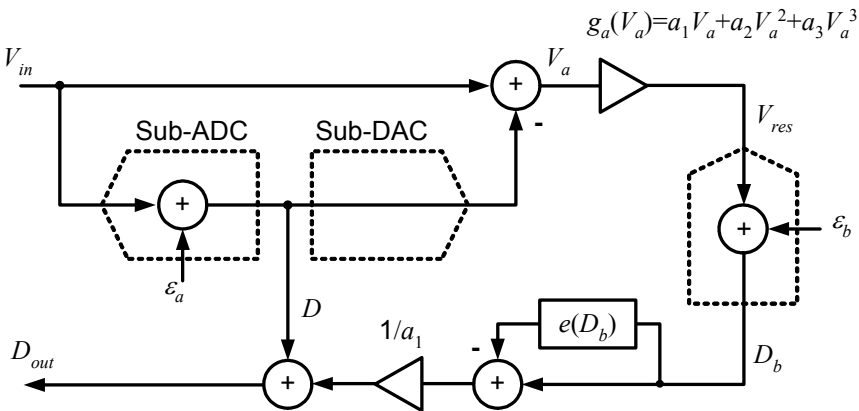 g_a(V_a)=a_1V_a+a_2V_a^2+a_3V_a^3
V_in
V_a
+
-
Sub-ADC
Sub-DAC
V_res
+
+
ε_b
ε_a
D
1/a_1
-
e(D_b)
D_b
D_out
+
+